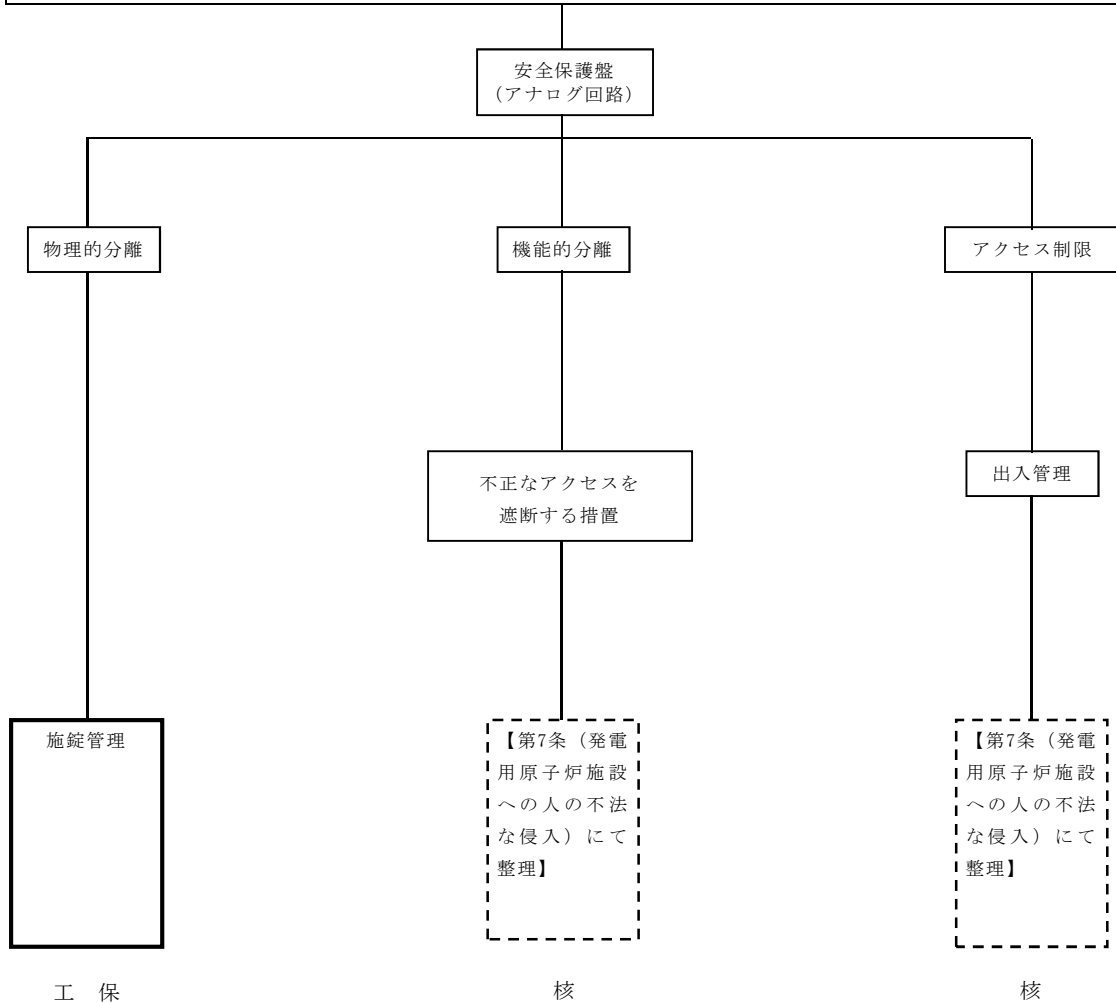 安全保護盤
（アナログ回路）
物理的分離
機能的分離
アクセス制限
不正なアクセスを
遮断する措置
出入管理
施錠管理
【第7条（発電
用原子炉施設
への人の不法
な侵入）にて
整理】
【第7条（発電
用原子炉施設
への人の不法
な侵入）にて
整理】
工 保
核
核